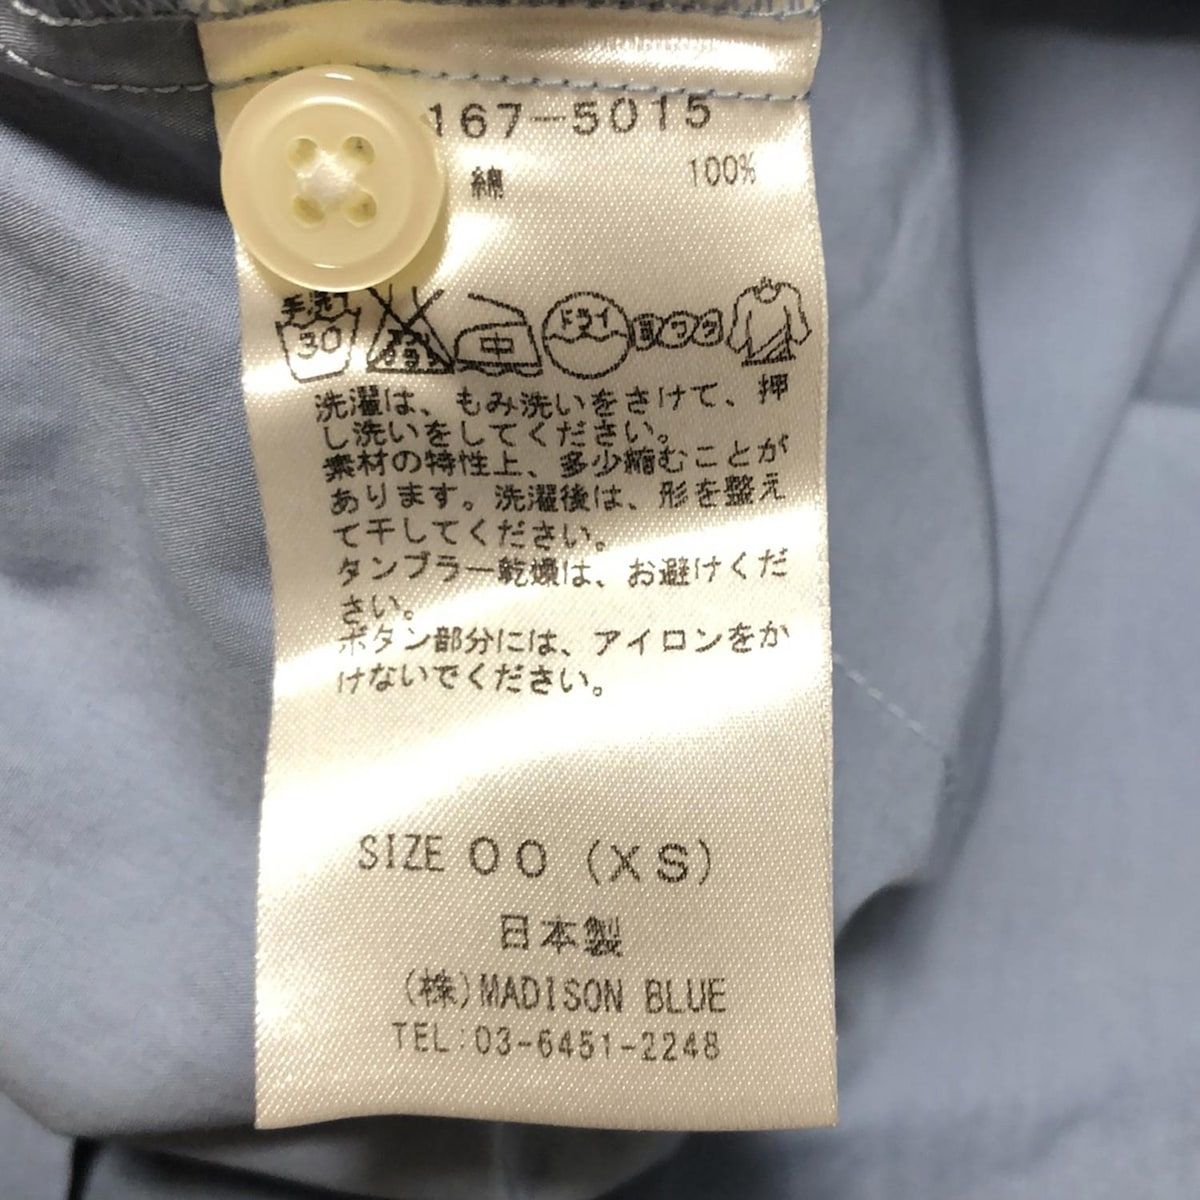 167-5015
綿 100%
手洗イ
30
中
ドライ
ヨワク
洗濯は、もみ洗いをさけて、押
し洗いをしてください。
素材の特性上、多少縮むことが
あります。洗濯後は、形を整え
て干してください。
タンブラー乾燥は、お避けくだ
さい。
ボタン部分には、アイロンをか
けないでください。
SIZE 00 (XS)
日本製
(株)MADISON BLUE
TEL:03-6451-2248